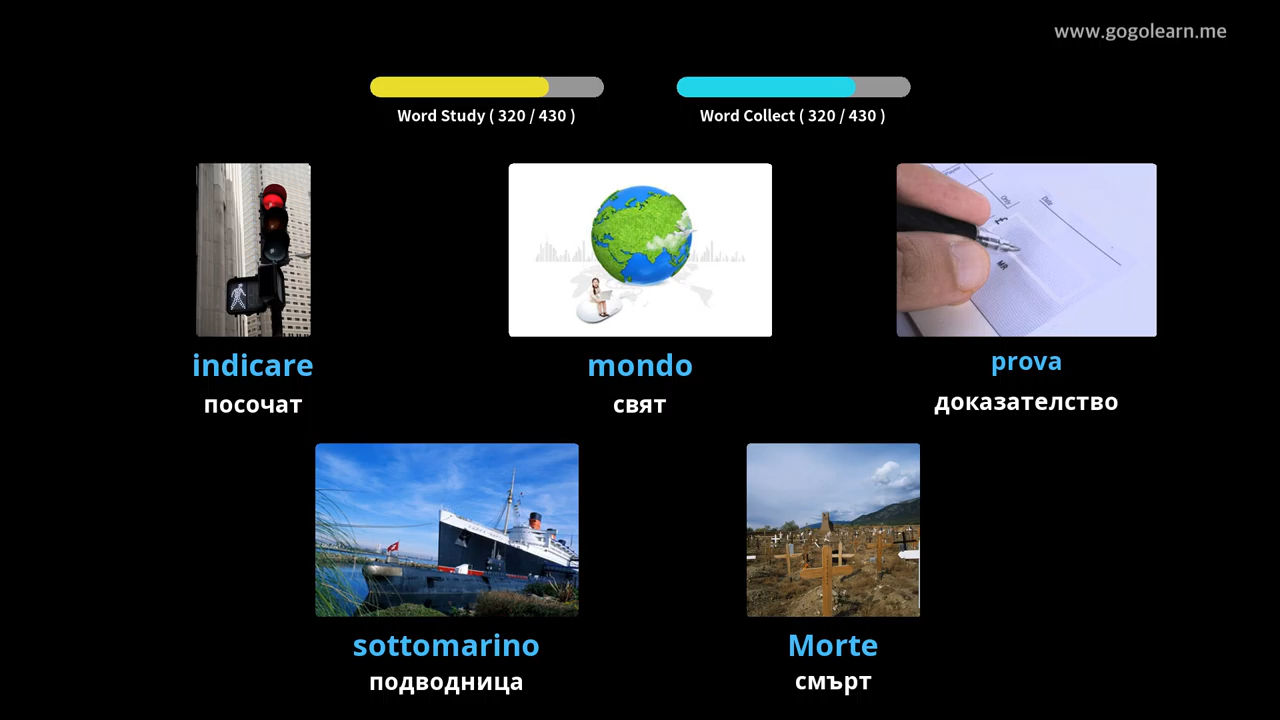 www.gogolearn.me
Word Study ( 320 / 430 )
Word Collect ( 320 / 430 )
indicare
посочат
mondo
свят
prova
доказателство
sottomarino
подводница
Morte
смърт